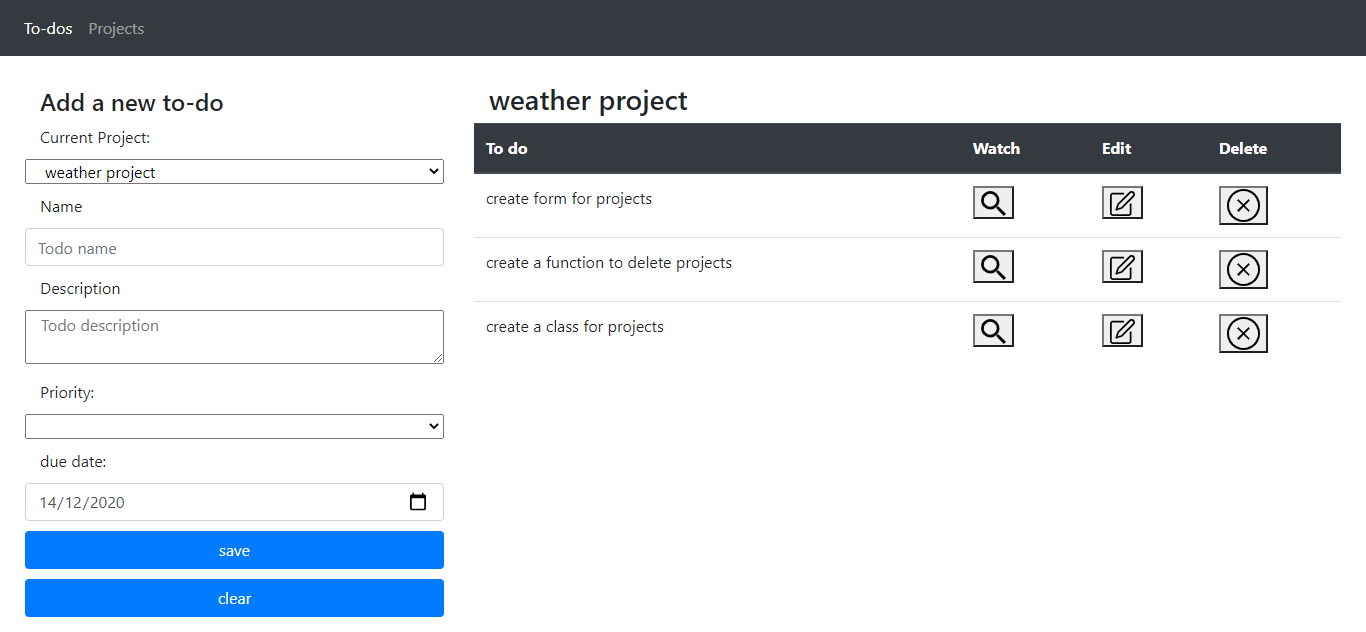 To-dos Projects
Add a new to-do
Current Project:
weather project
Name
Todo name
Description
Todo description
Priority:
due date:
14/12/2020
save
clear
weather project
To do Watch Edit Delete
create form for projects
create a function to delete projects
create a class for projects